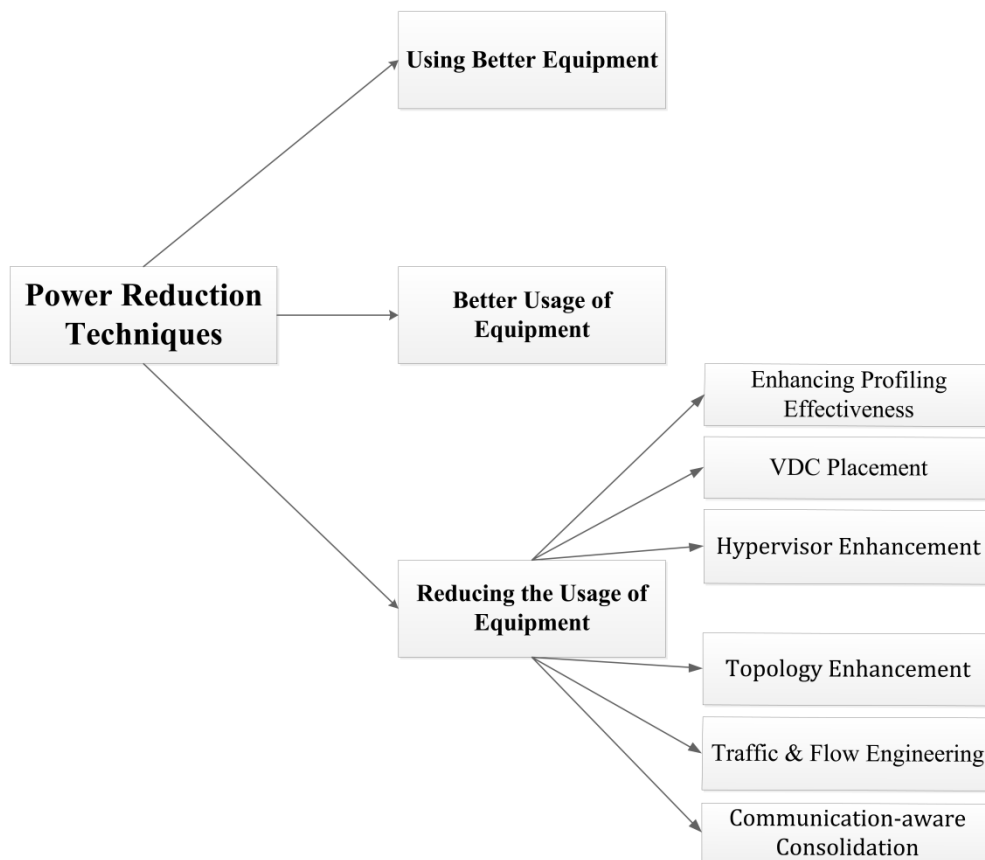 Using Better Equipment
Power Reduction
Techniques
Better Usage of
Equipment
Reducing the Usage of
Equipment
Enhancing Profiling
Effectiveness
VDC Placement
Hypervisor Enhancement
Topology Enhancement
Traffic & Flow Engineering
Communication-aware
Consolidation